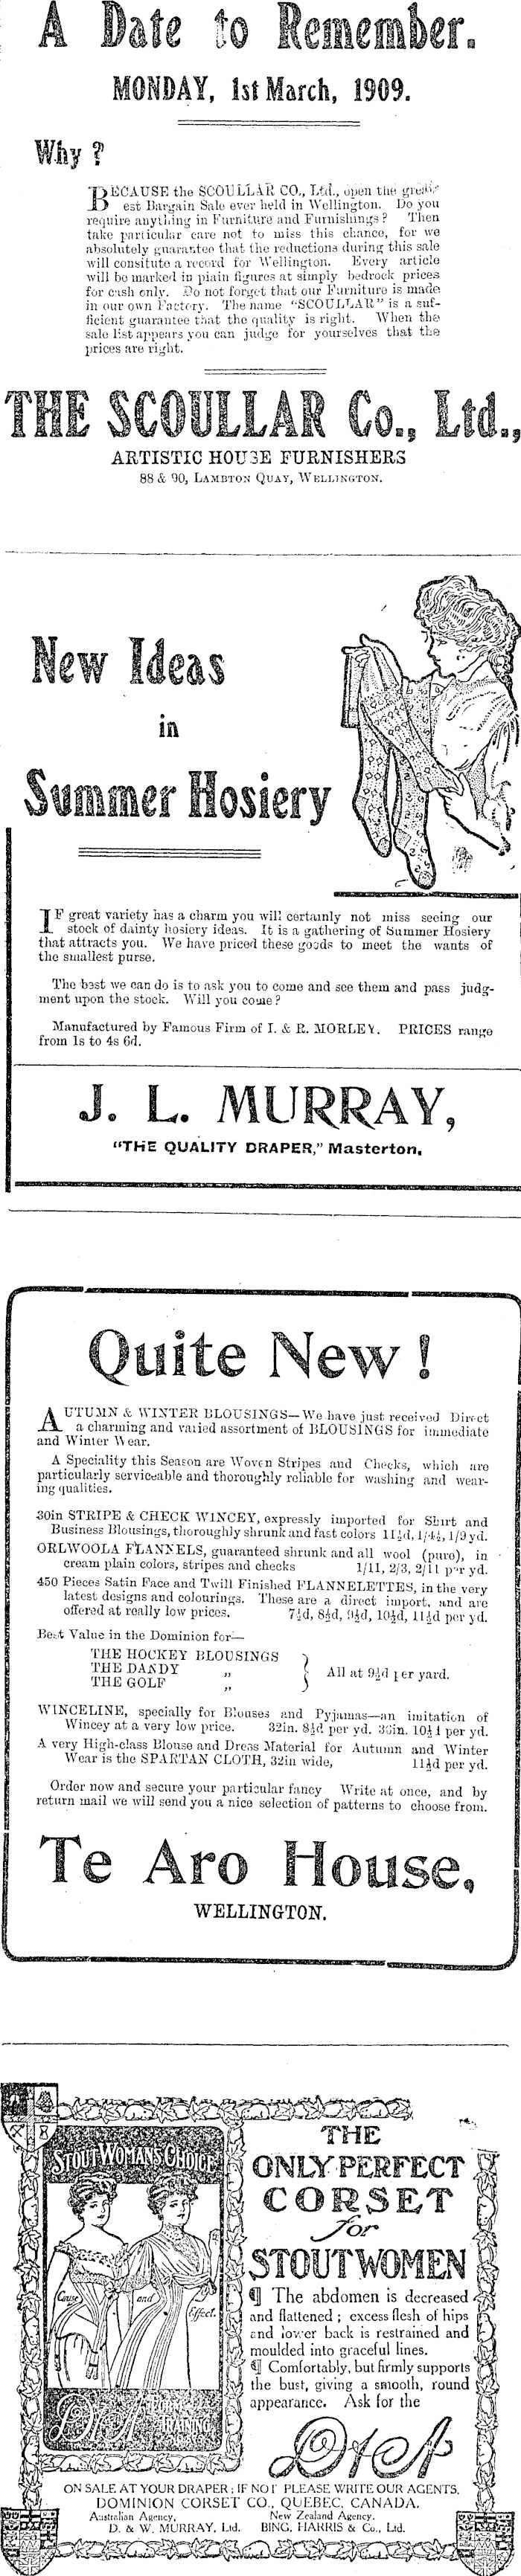 A Date to Remember.
MONDAY, 1st March, 1909.
Why ?
BECAUSE the SCOULLAR CO., Ltd., open the great-
est Bargain Sale ever held in Wellington. Do you
require anything in Furniture and Furnishings ? Then
take particular care not to miss this chance, for we
absolutely guarantee that the reductions during this sale
will consitute a record for Wellington. Every article
will be marked in plain figures at simply bedrock prices
for cash only. Do not forget that our Furniture is made
in our own Factory. The name "SCOULLAR" is a suf-
ficient guarantee that the quality is right. When the
sale list appears you can judge for yourselves that the
prices are right.
THE SCOULLAR Co., Ltd.,
ARTISTIC HOUSE FURNISHERS
88 & 90, LAMBTON QUAY, WELLINGTON.
New Ideas
in
Summer Hosiery
IF great variety has a charm you will certainly not miss seeing our
stock of dainty hosiery ideas. It is a gathering of Summer Hosiery
that attracts you. We have priced these goods to meet the wants of
the smallest purse.
The best we can do is to ask you to come and see them and pass judg-
ment upon the stock. Will you come ?
Manufactured by Famous Firm of I. & R. MORLEY. PRICES range
from 1s to 4s 6d.
J. L. MURRAY,
"THE QUALITY DRAPER," Masterton,
Quite New !
AUTUMN & WINTER BLOUSINGS—We have just received Direct
a charming and varied assortment of BLOUSINGS for immediate
and Winter Wear.
A Speciality this Season are Woven Stripes and Checks, which are
particularly serviceable and thoroughly reliable for washing and wear-
ing qualities.
30in STRIPE & CHECK WINCEY, expressly imported for Shirt and
Business Blousings, thoroughly shrunk and fast colors 11½d, 1/4½, 1/9 yd.
ORLWOOLA FLANNELS, guaranteed shrunk and all wool (pure), in
cream plain colors, stripes and checks 1/11, 2/3, 2/11 per yd.
450 Pieces Satin Face and Twill Finished FLANNELETTES, in the very
latest designs and colourings. These are a direct import, and are
offered at really low prices. 7½d, 8½d, 9½d, 10½d, 11½d per yd.
Best Value in the Dominion for—
THE HOCKEY BLOUSINGS
THE DANDY „
THE GOLF „
All at 9½d per yard.
WINCELINE, specially for Blouses and Pyjamas—an imitation of
Wincey at a very low price. 32in. 8½d per yd. 36in. 10½d per yd.
A very High-class Blouse and Dress Material for Autumn and Winter
Wear is the SPARTAN CLOTH, 32in wide, 11½d per yd.
Order now and secure your particular fancy Write at once, and by
return mail we will send you a nice selection of patterns to choose from.
Te Aro House,
WELLINGTON.
STOUT WOMAN'S CHOICE
Cause and Effect.
D & A
THE
ONLY PERFECT
CORSET
for
STOUT WOMEN
¶ The abdomen is decreased
and flattened ; excess flesh of hips
and lower back is restrained and
moulded into graceful lines.
¶ Comfortably, but firmly supports
the bust, giving a smooth, round
appearance. Ask for the
D & A
ON SALE AT YOUR DRAPER ; IF NOT PLEASE WRITE OUR AGENTS.
DOMINION CORSET CO., QUEBEC, CANADA.
Australian Agency, New Zealand Agency.
D. & W. MURRAY, Ltd. BING, HARRIS & Co., Ltd.